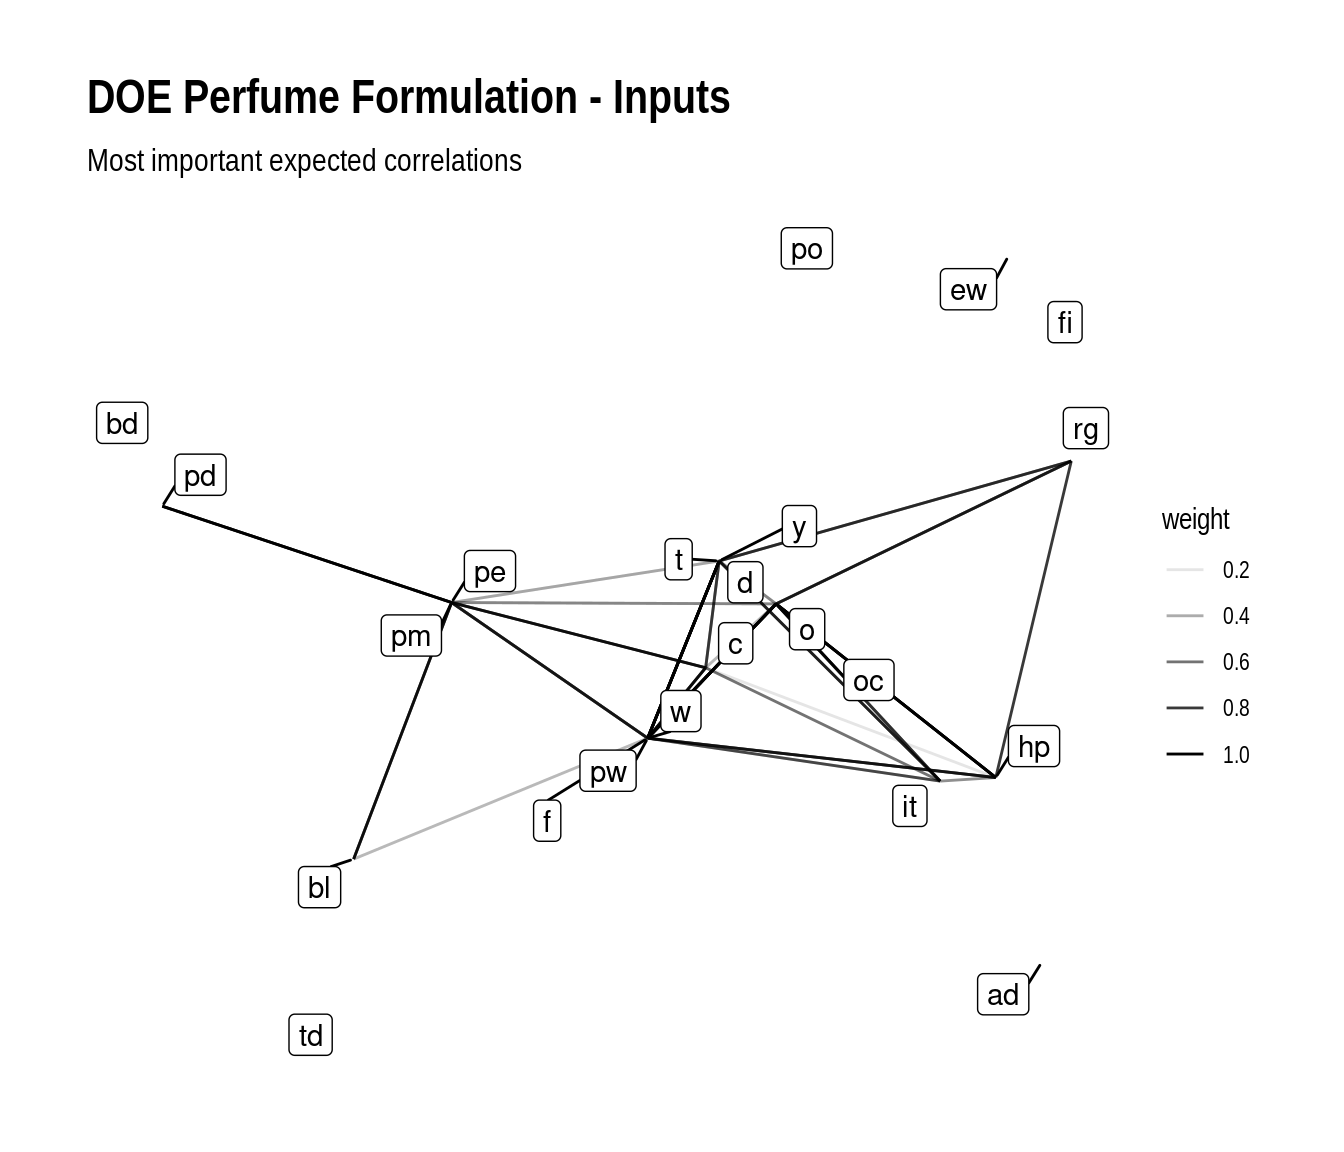 DOE Perfume Formulation - Inputs
Most important expected correlations
po
ew
fi
bd
rg
pd
weight
y
t
pe
d
0.2
pm
o
0.4
c
oc
0.6
w
0.8
hp
pw
1.0
it
f
bl
ad
td